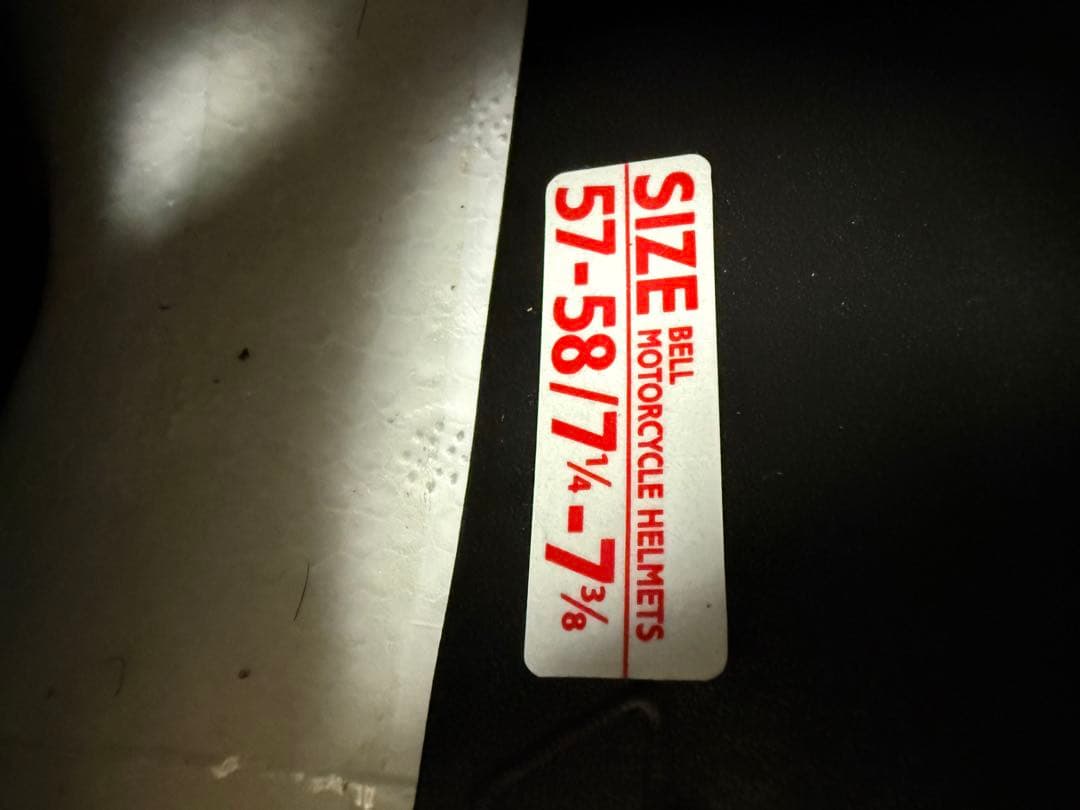 SIZE BELL
MOTORCYCLE HELMETS
57-58/7¼-7⅜